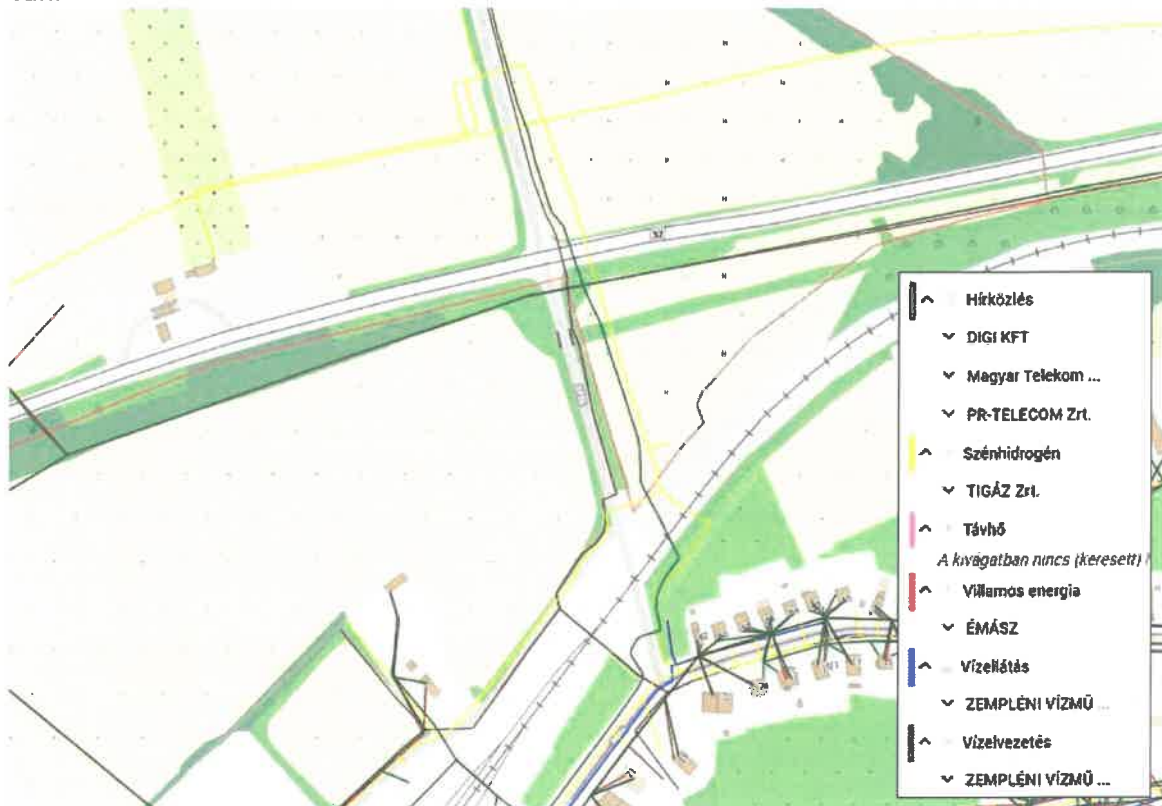 37
Hírközlés
DIGI KFT
Magyar Telekom ...
PR-TELECOM Zrt.
Szénhidrogén
TIGÁZ Zrt.
Távhő
A kivágatban nincs (keresett)
Villamos energia
ÉMÁSZ
Vízellátás
ZEMPLÉNI VÍZMŰ ...
Vízelvezetés
ZEMPLÉNI VÍZMŰ ...